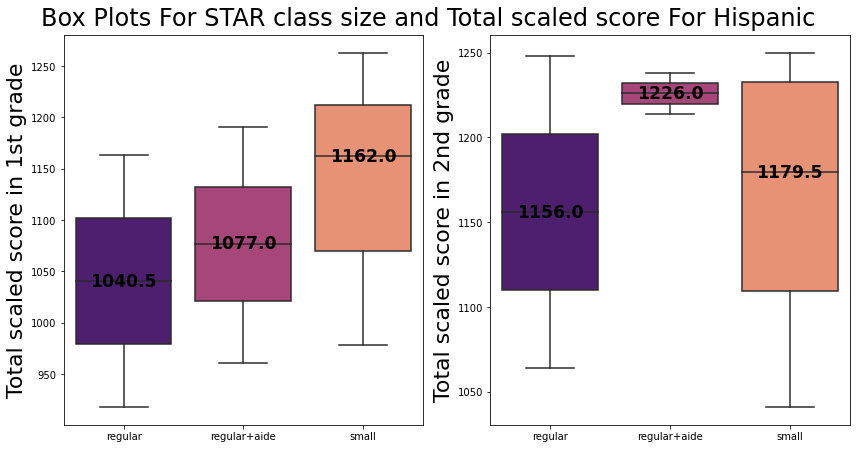 Box Plots For STAR class size and Total scaled score For Hispanic
Total scaled score in 1st grade
1250
1200
1150
1100
1050
1000
950
1040.5
1077.0
1162.0
regular
regular+aide
small
Total scaled score in 2nd grade
1250
1200
1150
1100
1050
1156.0
1226.0
1179.5
regular
regular+aide
small